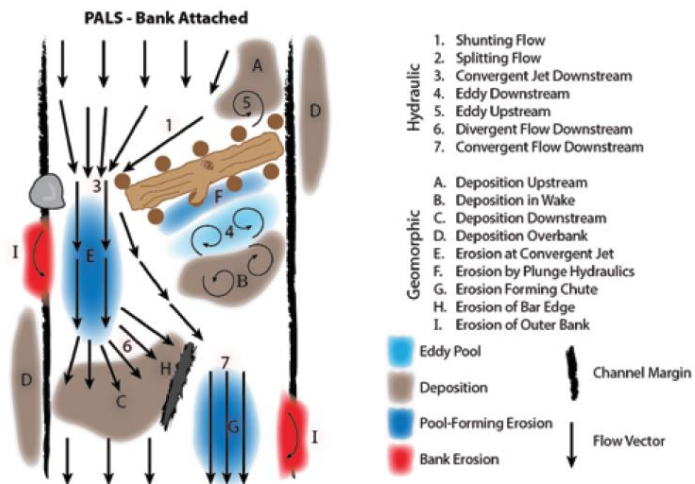 PALS - Bank Attached
A
D
5
1
3
F
4
I
E
B
6
7
H
D
C
G
I
Hydraulic
1. Shunting Flow
2. Splitting Flow
3. Convergent Jet Downstream
4. Eddy Downstream
5. Eddy Upstream
6. Divergent Flow Downstream
7. Convergent Flow Downstream
Geomorphic
A. Deposition Upstream
B. Deposition in Wake
C. Deposition Downstream
D. Deposition Overbank
E. Erosion at Convergent Jet
F. Erosion by Plunge Hydraulics
G. Erosion Forming Chute
H. Erosion of Bar Edge
I. Erosion of Outer Bank
Eddy Pool
Deposition
Pool-Forming Erosion
Bank Erosion
Channel Margin
Flow Vector